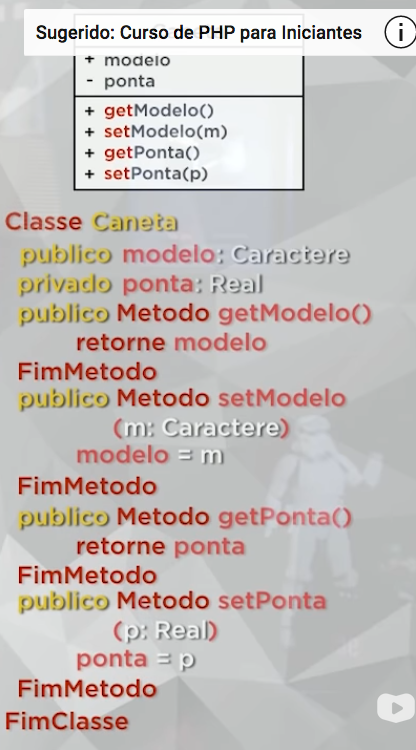 Sugerido: Curso de PHP para Iniciantes
+ modelo
- ponta
+ getModelo()
+ setModelo(m)
+ getPonta()
+ setPonta(p)
Classe Caneta
publico modelo: Caractere
privado ponta: Real
publico Metodo getModelo()
retorne modelo
FimMetodo
publico Metodo setModelo
(m: Caractere)
modelo = m
FimMetodo
publico Metodo getPonta()
retorne ponta
FimMetodo
publico Metodo setPonta
(p: Real)
ponta = p
FimMetodo
FimClasse